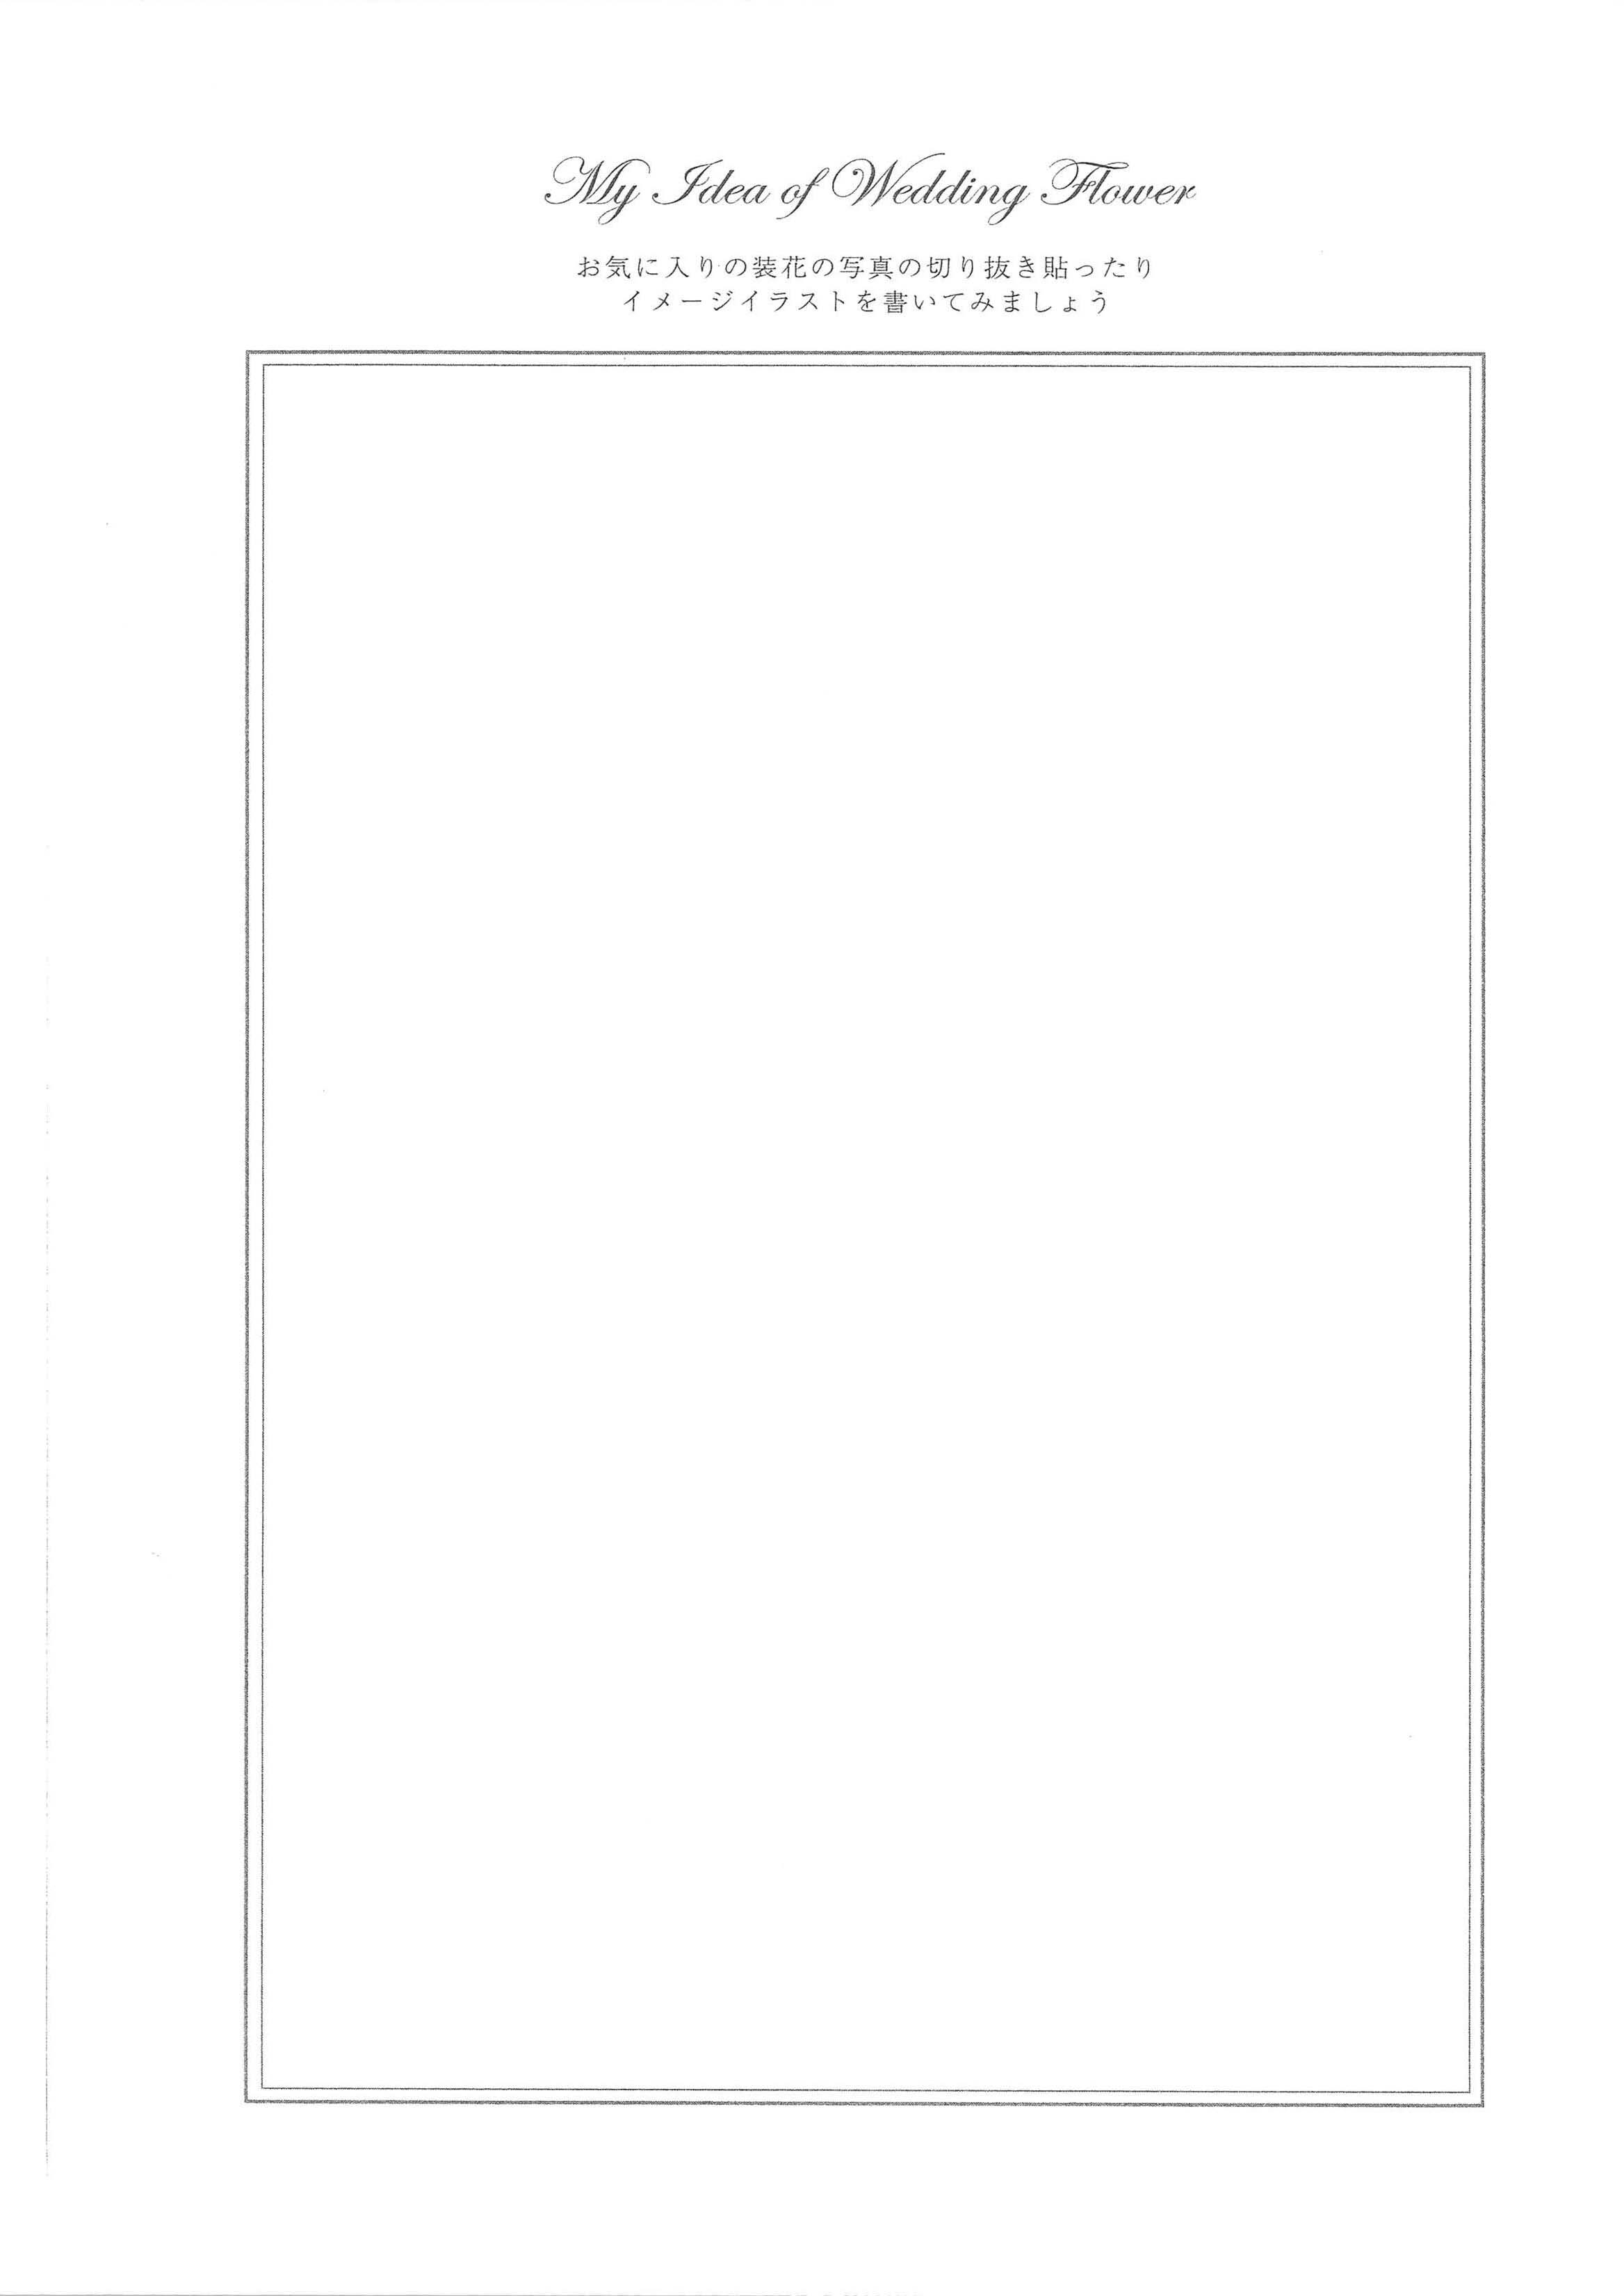 My Idea of Wedding Flower
お気に入りの装花の写真の切り抜き貼ったり
イメージイラストを書いてみましょう